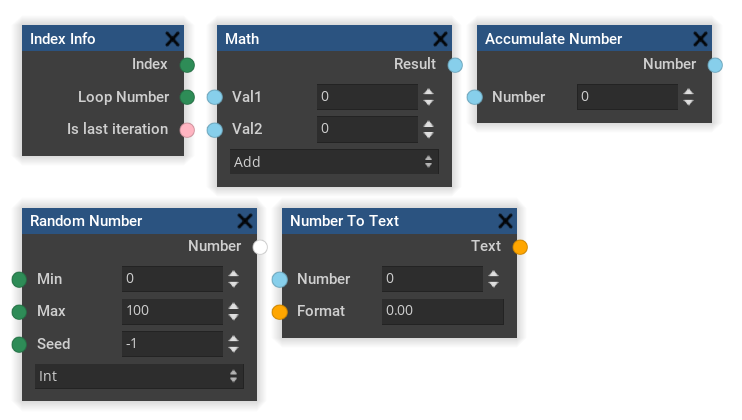 Index Info
Index
Loop Number
Is last iteration
Math
Result
Val1 0
Val2 0
Add
Accumulate Number
Number
Number 0
Random Number
Number
Min 0
Max 100
Seed -1
Int
Number To Text
Text
Number 0
Format 0.00